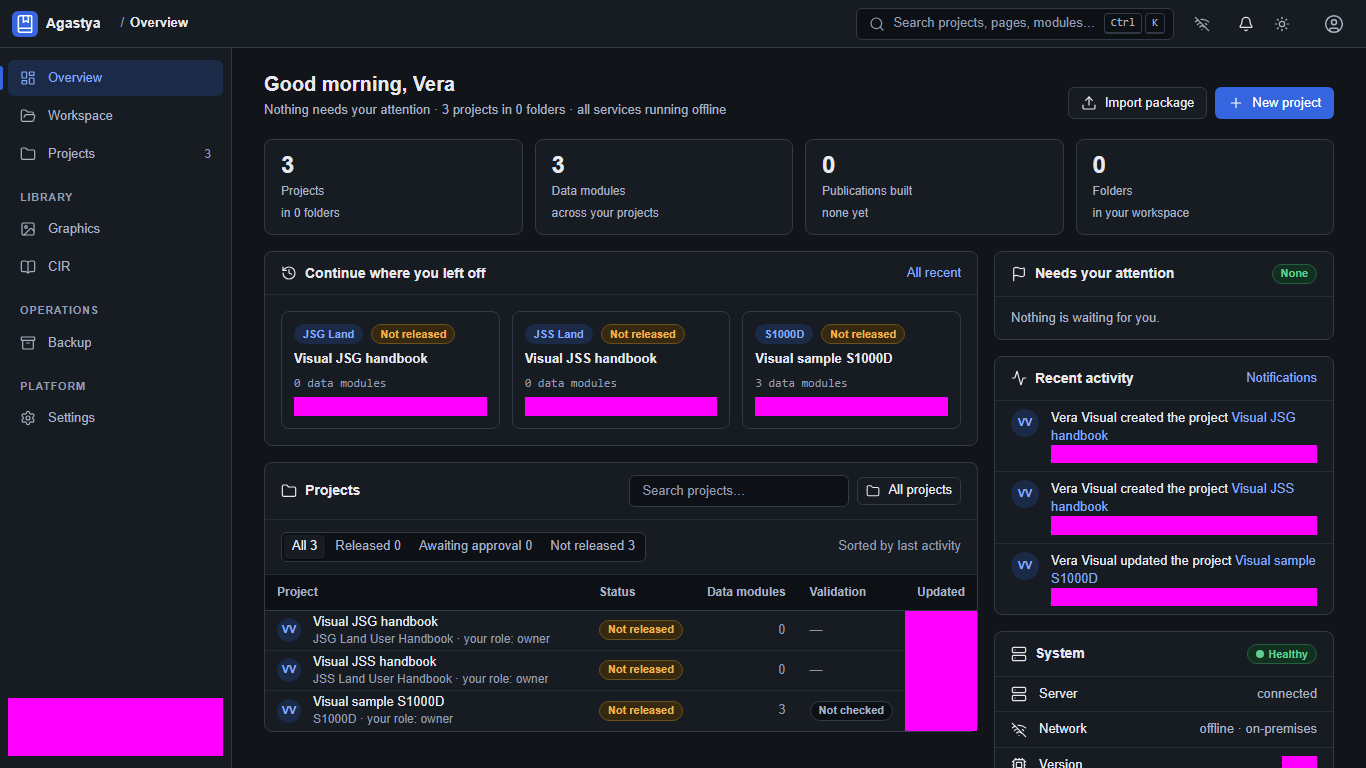 Agastya / Overview
Search projects, pages, modules… Ctrl K
Overview
Workspace
Projects 3
LIBRARY
Graphics
CIR
OPERATIONS
Backup
PLATFORM
Settings
Good morning, Vera
Nothing needs your attention · 3 projects in 0 folders · all services running offline
Import package
New project
3
Projects
in 0 folders
3
Data modules
across your projects
0
Publications built
none yet
0
Folders
in your workspace
Continue where you left off
All recent
JSG Land Not released
Visual JSG handbook
0 data modules
JSS Land Not released
Visual JSS handbook
0 data modules
S1000D Not released
Visual sample S1000D
3 data modules
Projects
Search projects…
All projects
All 3 Released 0 Awaiting approval 0 Not released 3
Sorted by last activity
Project Status Data modules Validation Updated
VV Visual JSG handbook Not released 0 —
JSG Land User Handbook · your role: owner
VV Visual JSS handbook Not released 0 —
JSS Land User Handbook · your role: owner
VV Visual sample S1000D Not released 3 Not checked
S1000D · your role: owner
Needs your attention None
Nothing is waiting for you.
Recent activity Notifications
VV Vera Visual created the project Visual JSG
handbook
VV Vera Visual created the project Visual JSS
handbook
VV Vera Visual updated the project Visual sample
S1000D
System Healthy
Server connected
Network offline · on-premises
Version